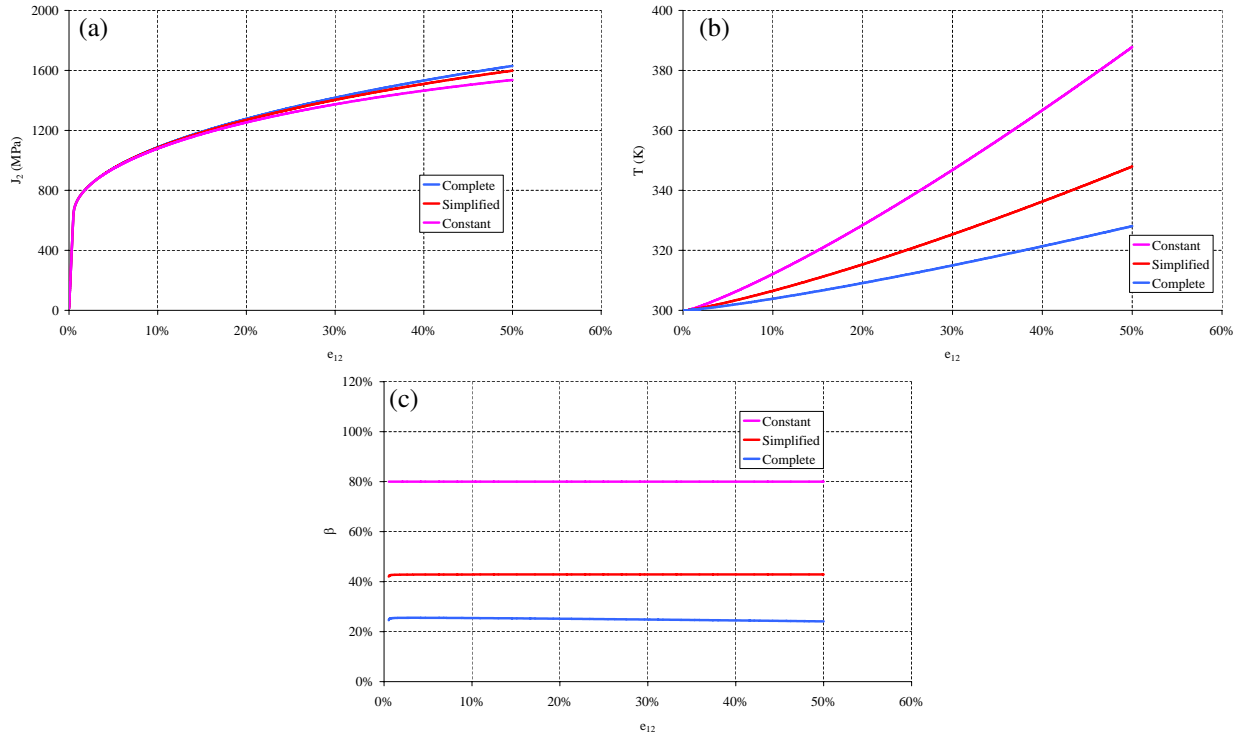 (a)
2000
1600
1200
800
400
0
J2 (MPa)
Complete
Simplified
Constant
0% 10% 20% 30% 40% 50% 60%
e12
(b)
400
380
360
340
320
300
T (K)
Constant
Simplified
Complete
0% 10% 20% 30% 40% 50% 60%
e12
(c)
120%
100%
80%
60%
40%
20%
0%
β
Constant
Simplified
Complete
0% 10% 20% 30% 40% 50% 60%
e12